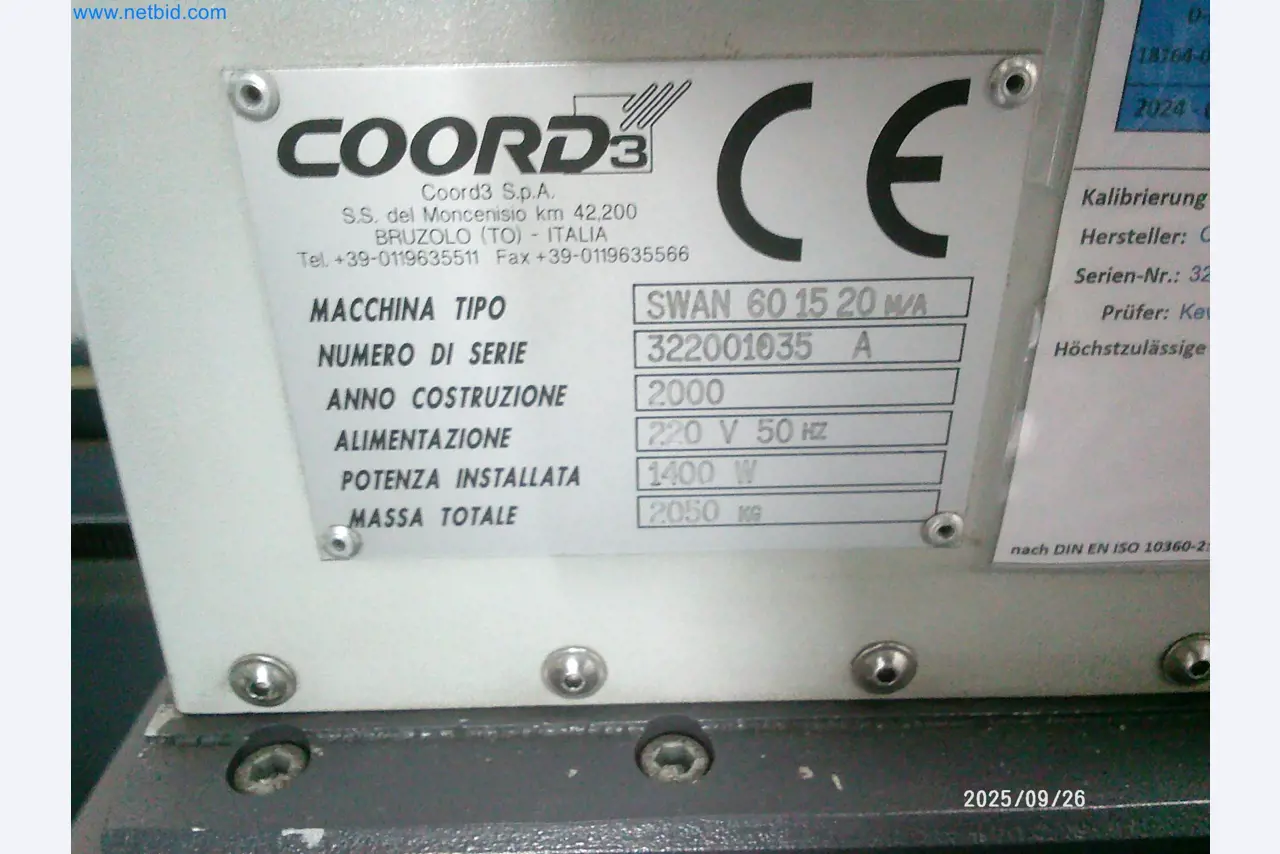 www.netbid.com
COORD3
CE
Coord3 S.p.A.
S.S. del Moncenisio km 42,200
BRUZOLO (TO) - ITALIA
Tel. +39-0119635511 Fax +39-0119635566
MACCHINA TIPO SWAN 60 15 20 M/A
NUMERO DI SERIE 322001035 A
ANNO COSTRUZIONE 2000
ALIMENTAZIONE 220 V 50 HZ
POTENZA INSTALLATA 1400 W
MASSA TOTALE 2050 KG
2024 -
Kalibrierung
Hersteller:
Serien-Nr.: 32
Prüfer: Kev
Höchstzulässige
nach DIN EN ISO 10360-2:
2025/09/26